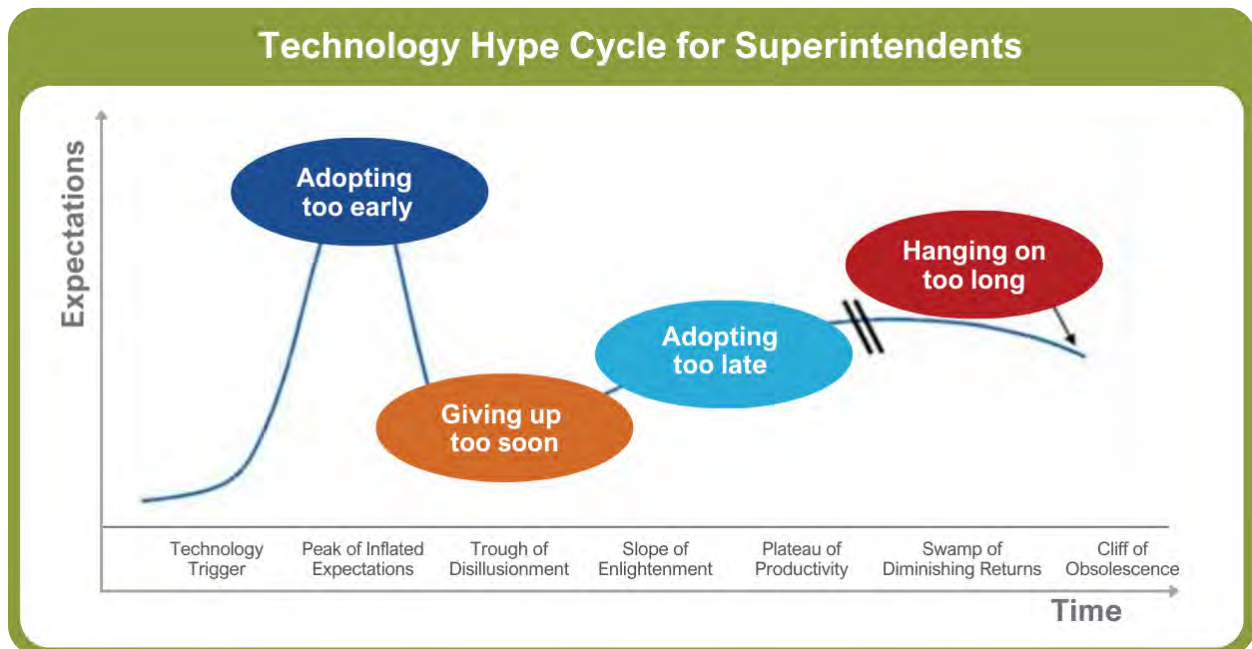 Technology Hype Cycle for Superintendents
Expectations
Adopting
too early
Giving up
too soon
Adopting
too late
Hanging on
too long
Technology
Trigger
Peak of Inflated
Expectations
Trough of
Disillusionment
Slope of
Enlightenment
Plateau of
Productivity
Swamp of
Diminishing Returns
Cliff of
Obsolescence
Time